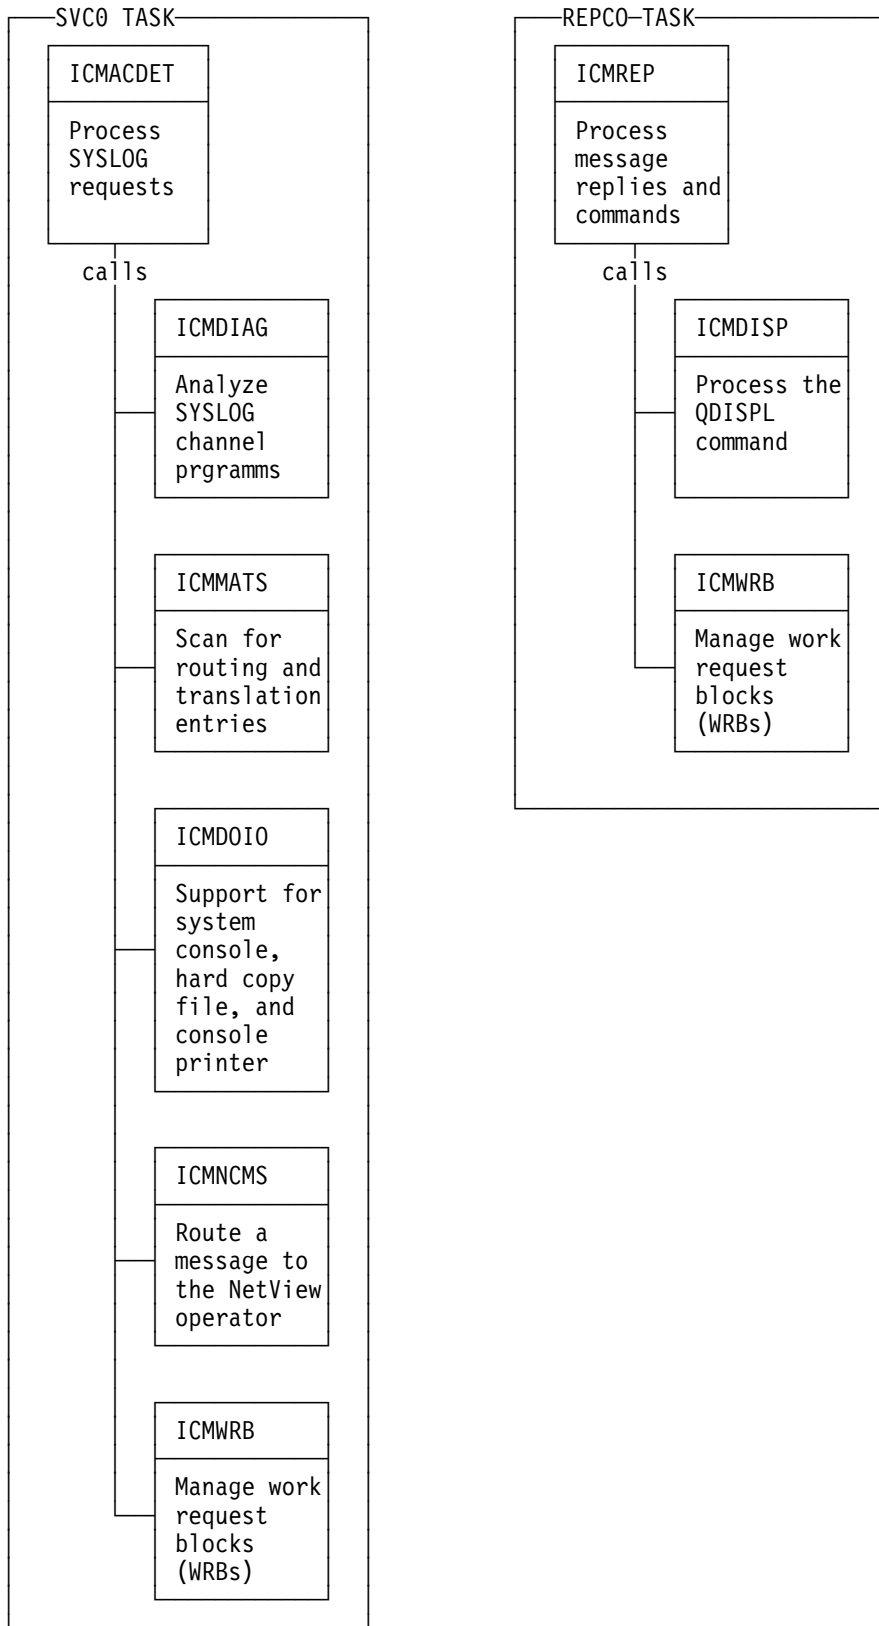 SVC0 TASK
ICMACDET
Process
SYSLOG
requests
calls
ICMDIAG
Analyze
SYSLOG
channel
prgramms
ICMMATS
Scan for
routing and
translation
entries
ICMDOIO
Support for
system
console,
hard copy
file, and
console
printer
ICMNCMS
Route a
message to
the NetView
operator
ICMWRB
Manage work
request
blocks
(WRBs)
REPCO TASK
ICMREP
Process
message
replies and
commands
calls
ICMDISP
Process the
QDISPL
command
ICMWRB
Manage work
request
blocks
(WRBs)